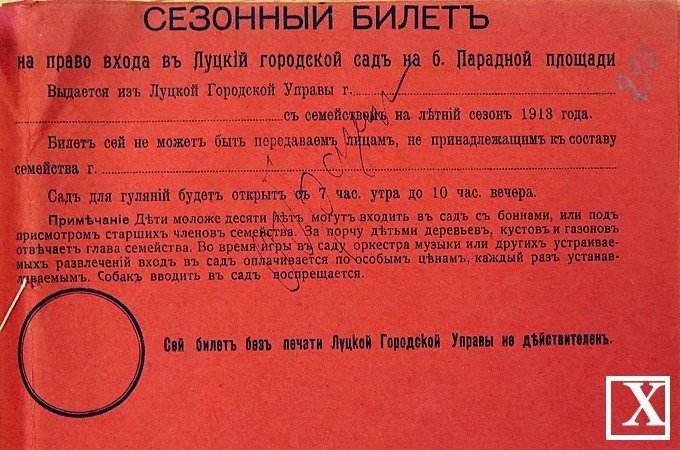 СЕЗОННЫЙ БИЛЕТЪ
на право входа въ Луцкій городской садъ на б. Парадной площади
Выдается изъ Луцкой Городской Управы г.
съ семействомъ на лѣтній сезонъ 1913 года.
Билетъ сей не можетъ быть передаваемъ лицамъ, не принадлежащимъ къ составу
семейства г.
Садъ для гуляній будетъ открытъ съ 7 час. утра до 10 час. вечера.
Примѣчаніе Дѣти моложе десяти лѣтъ могутъ входить въ садъ съ боннами, или подъ
присмотромъ старшихъ членовъ семейства. За порчу дѣтьми деревьевъ, кустовъ и газоновъ
отвѣчаетъ глава семейства. Во время игры въ саду оркестра музыки или другихъ устраивае-
мыхъ развлеченій входъ въ садъ оплачивается по особымъ цѣнамъ, каждый разъ устанав-
ливаемымъ. Собакъ вводить въ садъ воспрещается.
Сей билетъ безъ печати Луцкой Городской Управы не дѣйствителенъ.
X